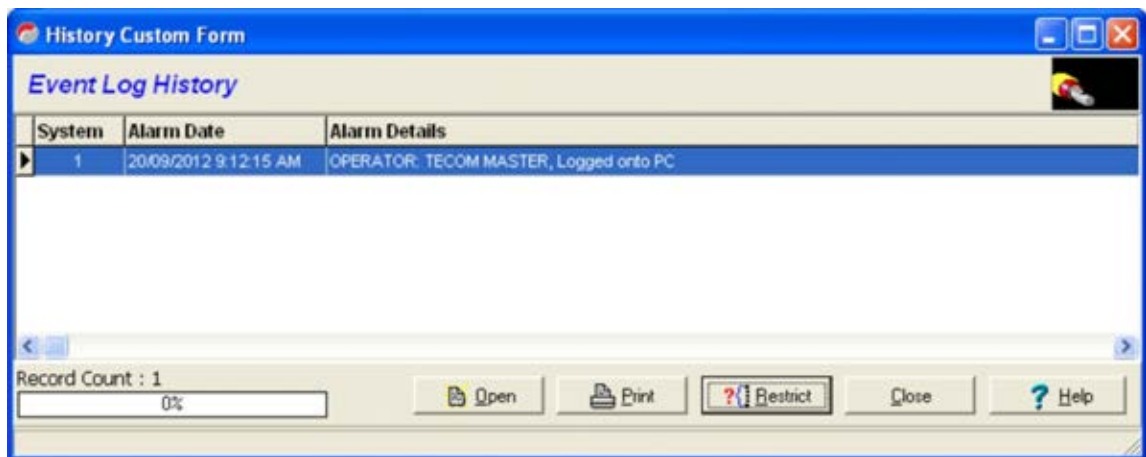 History Custom Form
Event Log History
System Alarm Date Alarm Details
1 20/09/2012 9:12:15 AM OPERATOR: TECOM MASTER, Logged onto PC
Record Count : 1
0%
Open Print ?{} Restrict Close ? Help